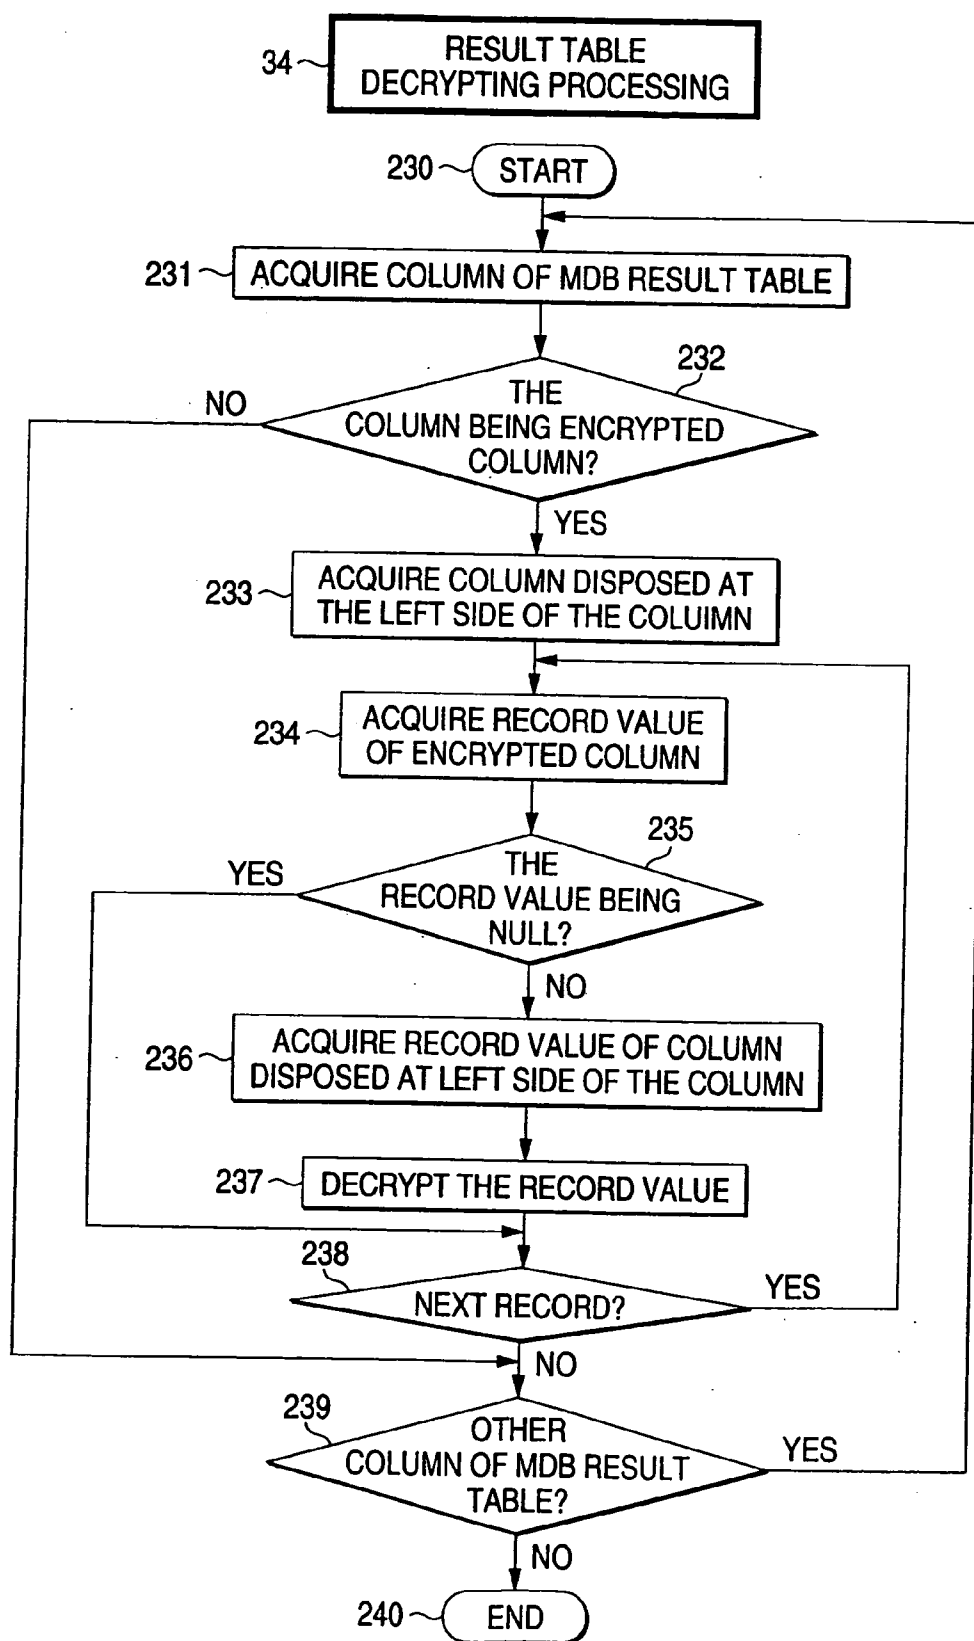 RESULT TABLE
34
DECRYPTING PROCESSING
230
START
231
ACQUIRE COLUMN OF MDB RESULT TABLE
232
THE
NO
COLUMN BEING ENCRYPTED
COLUMN?
YES
233
ACQUIRE COLUMN DISPOSED AT
THE LEFT SIDE OF THE COLUIMN
234
ACQUIRE RECORD VALUE
OF ENCRYPTED COLUMN
235
THE
YES
RECORD VALUE BEING
NULL?
NO
236
ACQUIRE RECORD VALUE OF COLUMN
DISPOSED AT LEFT SIDE OF THE COLUMN
237
DECRYPT THE RECORD VALUE
238
NEXT RECORD?
YES
NO
239
OTHER
COLUMN OF MDB RESULT
YES
TABLE?
NO
240
END